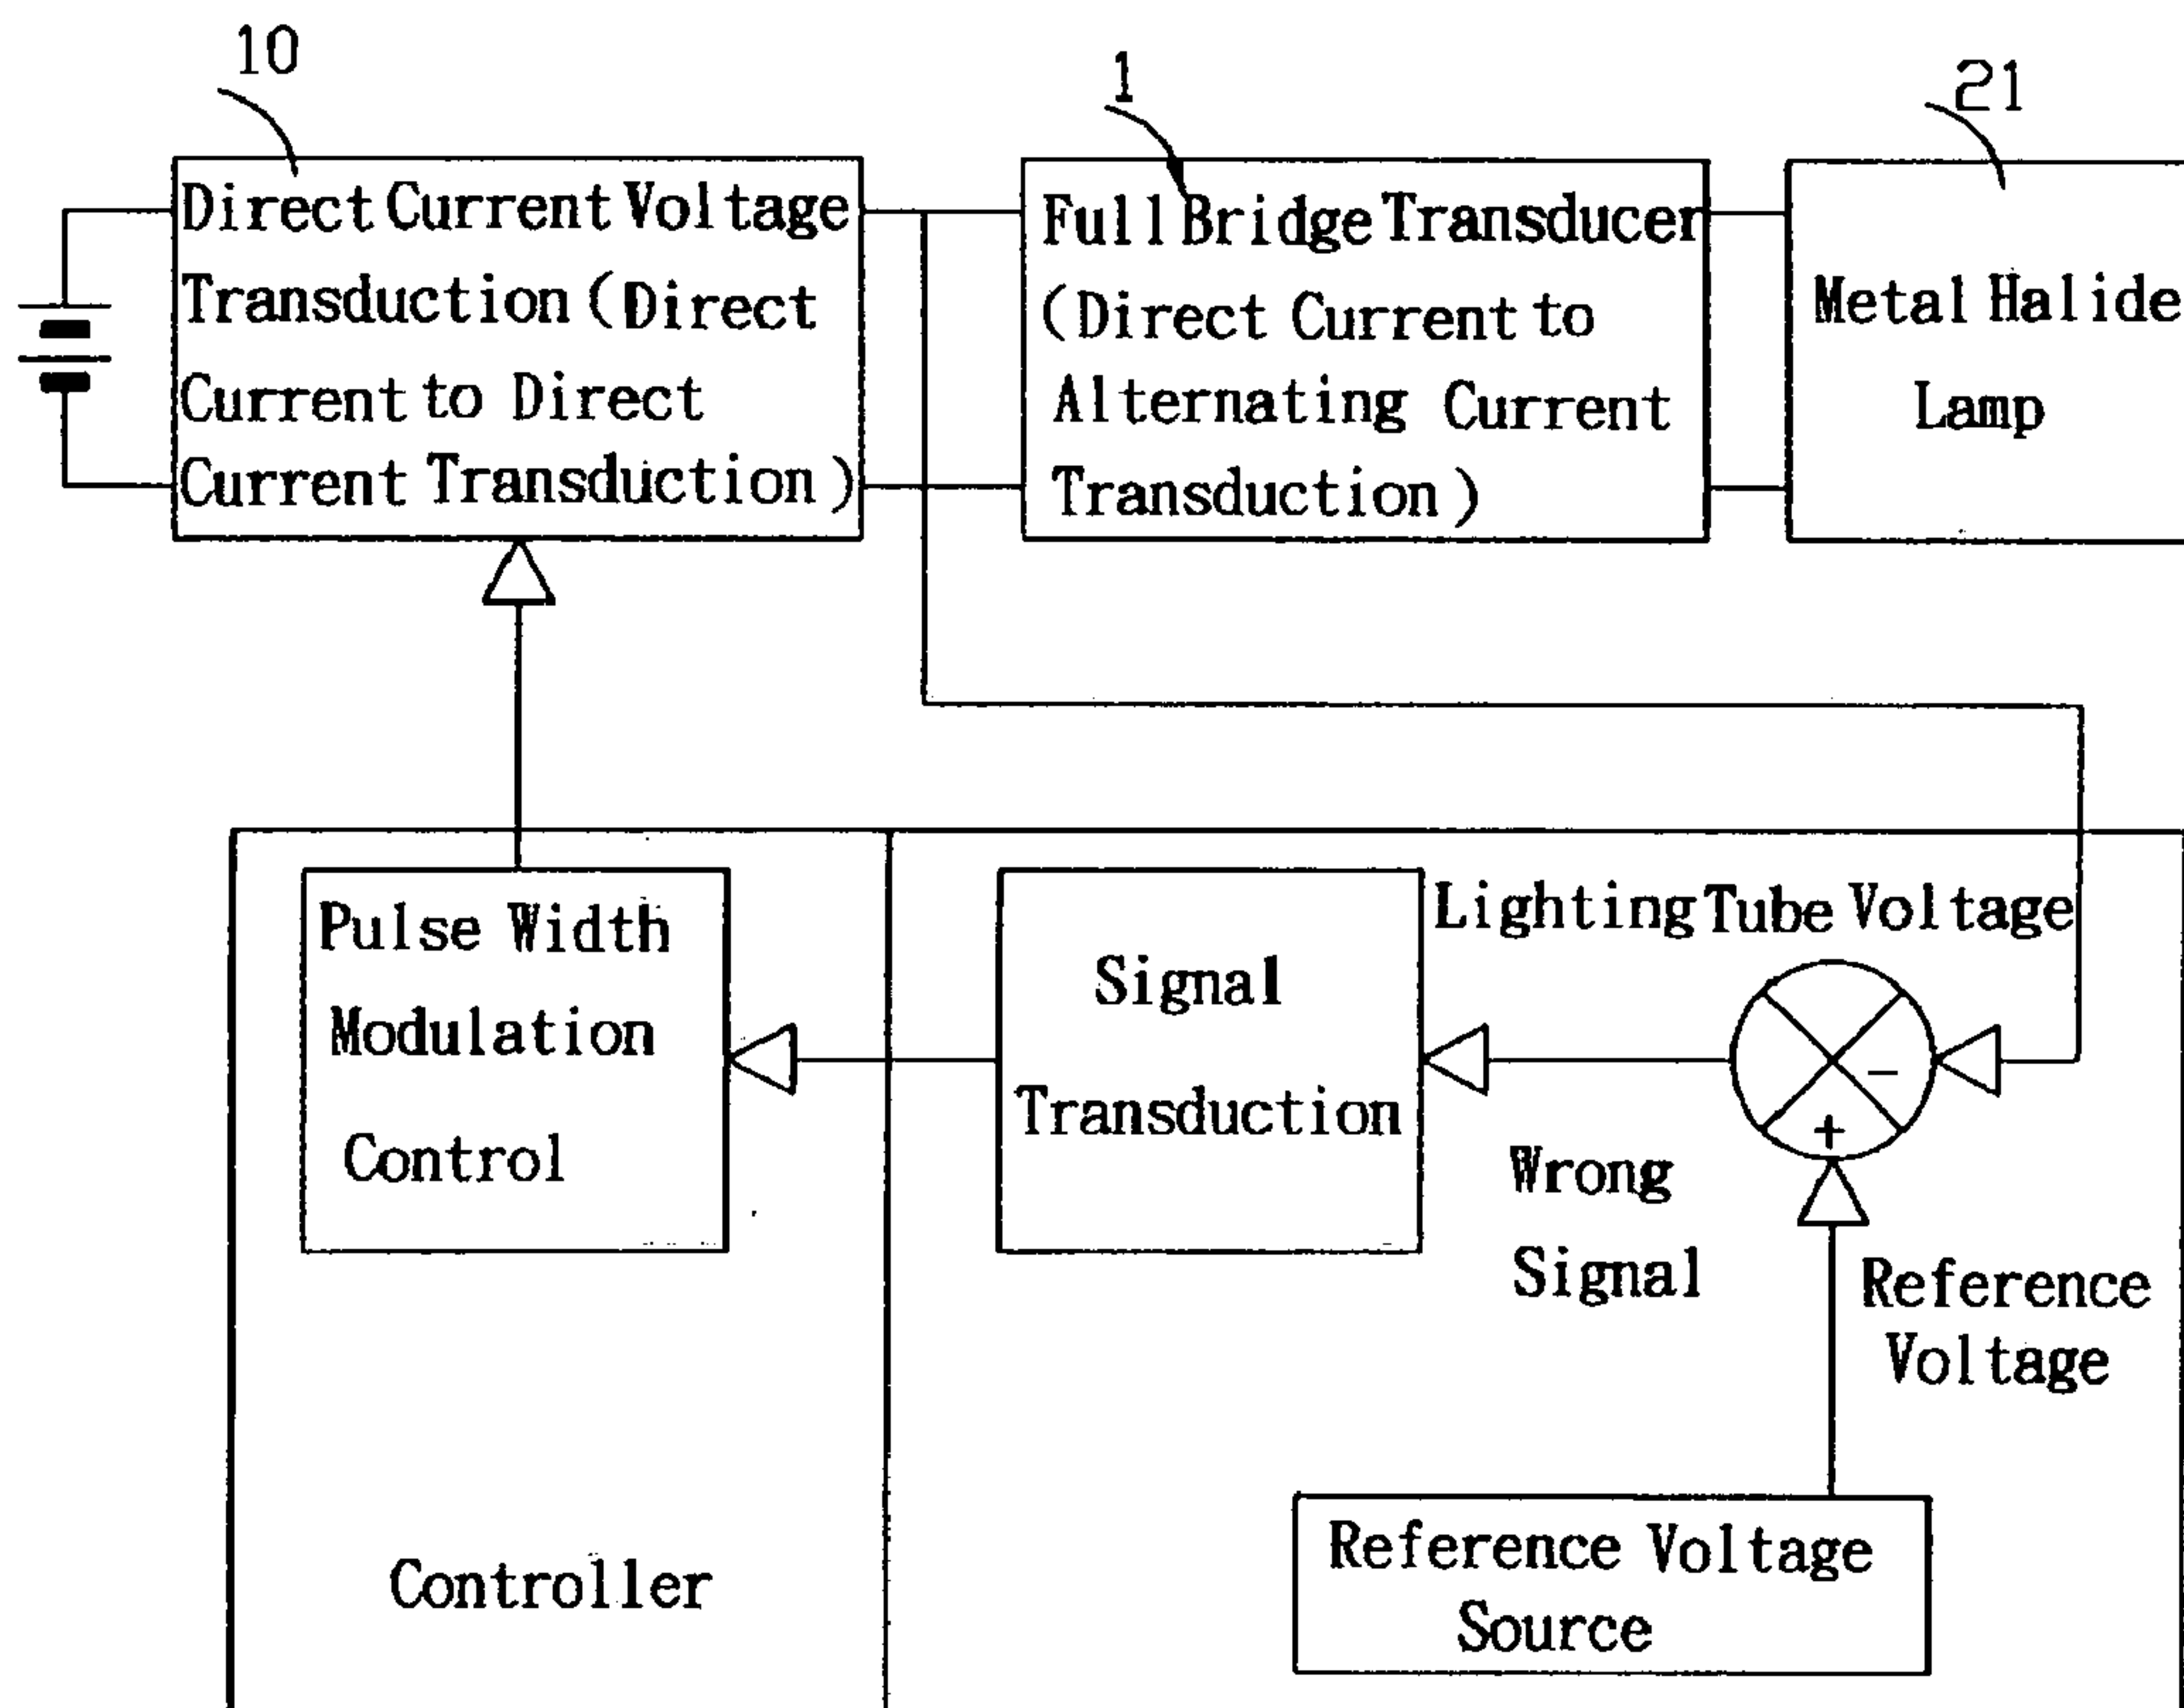 10
1
21
Direct Current Voltage
Transduction (Direct
Current to Direct
Current Transduction)
Full Bridge Transducer
(Direct Current to
Alternating Current
Transduction)
Metal Halide
Lamp
Pulse Width
Modulation
Control
Signal
Transduction
Lighting Tube Voltage
-
+
Wrong
Signal
Reference
Voltage
Reference Voltage
Source
Controller